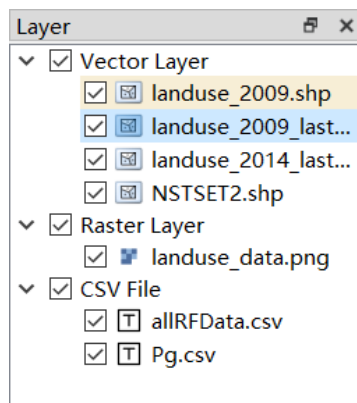 Layer
Vector Layer
landuse_2009.shp
landuse_2009_last...
landuse_2014_last...
NSTSET2.shp
Raster Layer
landuse_data.png
CSV File
T allRFData.csv
T Pg.csv